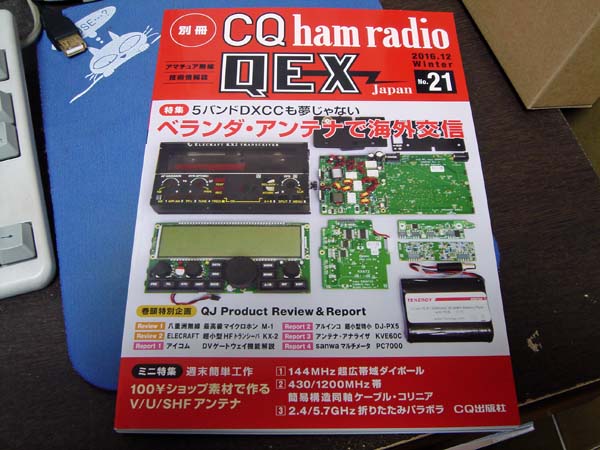 別冊
CQ ham radio
アマチュア無線
技術情報誌
QEX
Japan
2016.12
Winter
No.21
特集
5バンドDXCCも夢じゃない
ベランダ・アンテナで海外交信
ELECRAFT KX2 TRANSCEIVER
TENERGY
巻頭特別企画
QJ Product Review & Report
Review 1 八重洲無線 最高級マイクロホン M-1
Review 2 ELECRAFT 超小型HFトランシーバ KX-2
Report 1 アイコム DVゲートウェイ機能解説
Report 2 アルインコ 超小型特小 DJ-PX5
Report 3 アンテナ・アナライザ KVE60C
Report 4 sanwa マルチメータ PC7000
ミニ特集
週末簡単工作
100¥ショップ素材で作る
V/U/SHFアンテナ
1 144MHz超広帯域ダイポール
2 430/1200MHz帯
簡易構造同軸ケーブル・コリニア
3 2.4/5.7GHz折りたたみパラボラ
CQ出版社